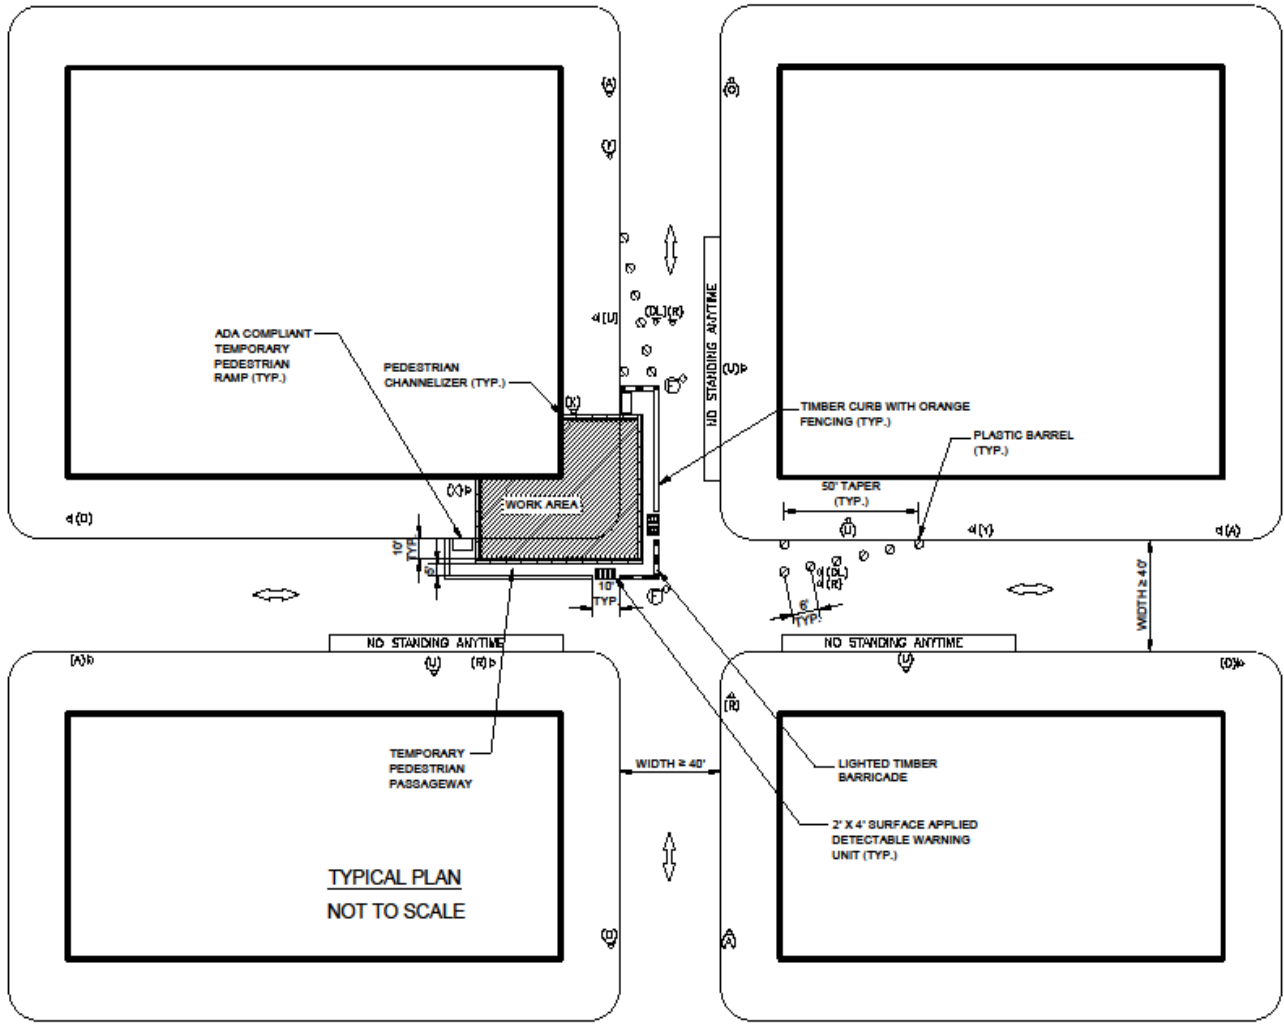 (A)
(O)
(Y)
(U)
(DL)(R)
NO STANDING ANYTIME
(U)
ADA COMPLIANT
TEMPORARY
PEDESTRIAN
RAMP (TYP.)
PEDESTRIAN
CHANNELIZER (TYP.)
(F)
(X)
TIMBER CURB WITH ORANGE
FENCING (TYP.)
PLASTIC BARREL
(TYP.)
50' TAPER
(TYP.)
(X)
WORK AREA
(O)
(U)
(Y)
(A)
10'
TYP.
6'
(DL)
(R)
10'
TYP.
(F)
6'
TYP.
WIDTH ≥ 40'
NO STANDING ANYTIME
NO STANDING ANYTIME
(A)
(U)
(R)
(U)
(O)
(R)
TEMPORARY
PEDESTRIAN
PASSAGEWAY
WIDTH ≥ 40'
LIGHTED TIMBER
BARRICADE
2' X 4' SURFACE APPLIED
DETECTABLE WARNING
UNIT (TYP.)
TYPICAL PLAN
NOT TO SCALE
(O)
(A)